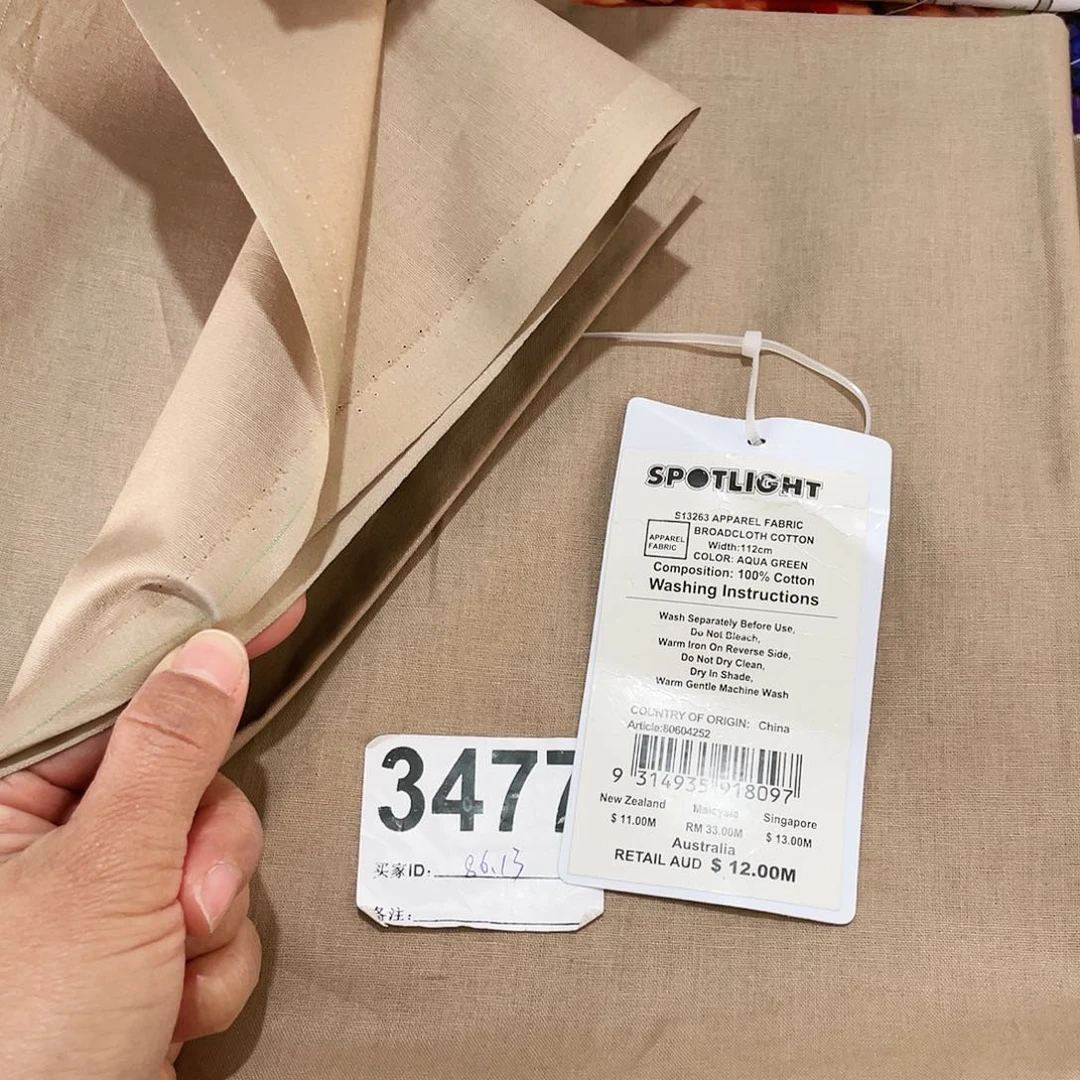 SPOTLIGHT
S13263 APPAREL FABRIC
APPAREL FABRIC
BROADCLOTH COTTON
Width:112cm
COLOR: AQUA GREEN
Composition: 100% Cotton
Washing Instructions
Wash Separately Before Use,
Do Not Bleach,
Warm Iron On Reverse Side,
Do Not Dry Clean,
Dry In Shade,
Warm Gentle Machine Wash
COUNTRY OF ORIGIN: China
Article:80604252
9 314935 918097
New Zealand Malaysia Singapore
$ 11.00M RM 33.00M $ 13.00M
Australia
RETAIL AUD $ 12.00M
3477
买家ID: 86.13
备注: